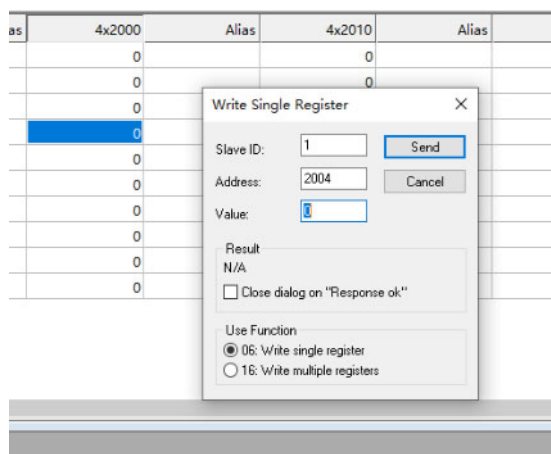 as 4x2000 Alias 4x2010 Alias
0 0
0 0
0
0
0
0
0
0
0
0
Write Single Register
Slave ID: 1 Send
Address: 2004 Cancel
Value: 0
Result
N/A
Close dialog on "Response ok"
Use Function
06: Write single register
16: Write multiple registers